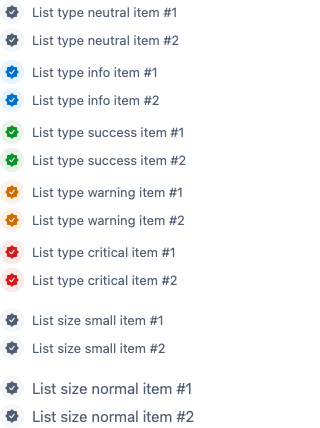 List type neutral item #1
List type neutral item #2
List type info item #1
List type info item #2
List type success item #1
List type success item #2
List type warning item #1
List type warning item #2
List type critical item #1
List type critical item #2
List size small item #1
List size small item #2
List size normal item #1
List size normal item #2